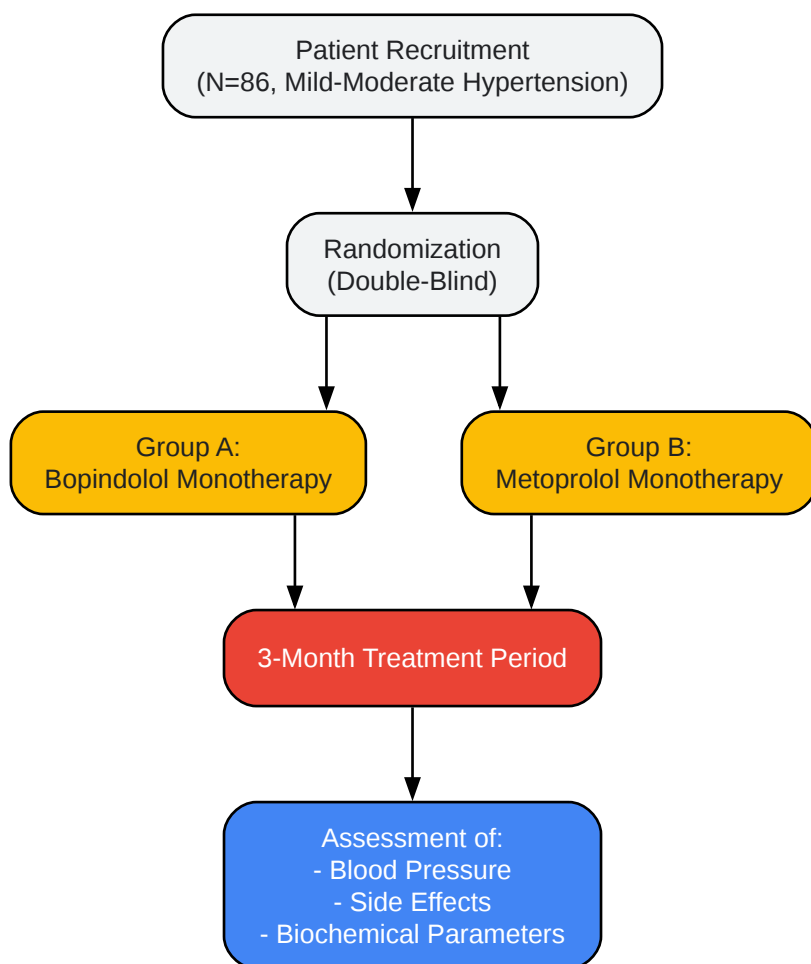 Patient Recruitment
(N=86, Mild-Moderate Hypertension)
Randomization
(Double-Blind)
Group A:
Bopindolol Monotherapy
Group B:
Metoprolol Monotherapy
3-Month Treatment Period
Assessment of:
- Blood Pressure
- Side Effects
- Biochemical Parameters